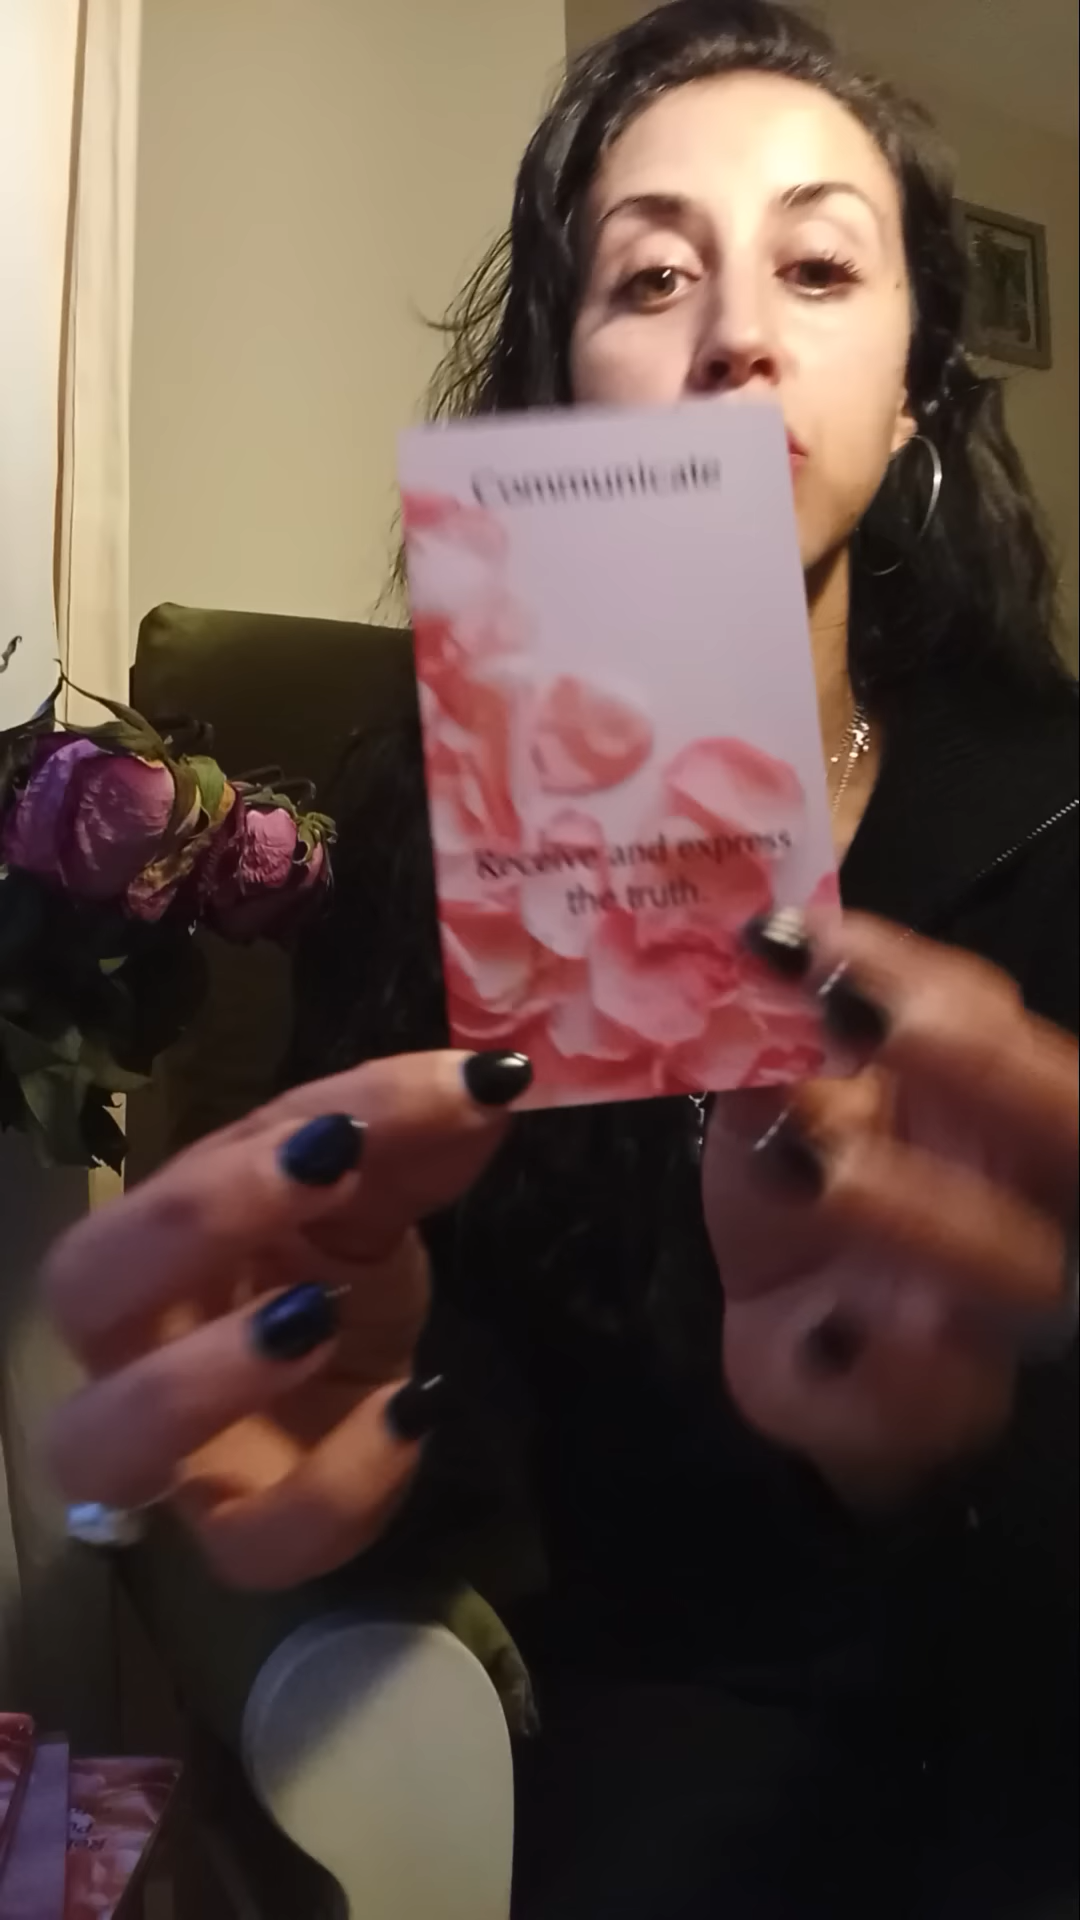 Communicate
Receive and express
the truth.